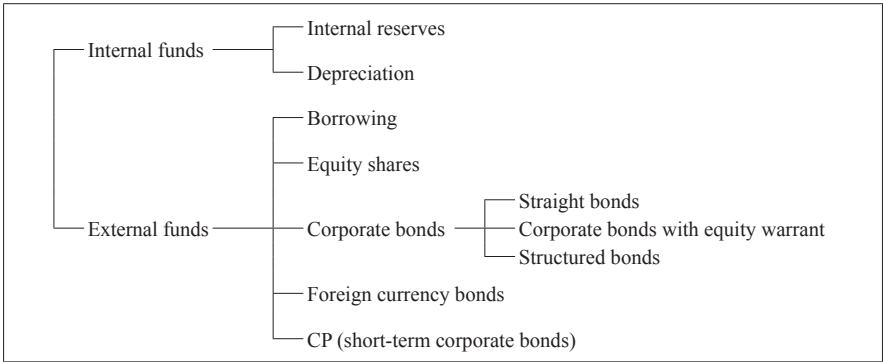 Internal funds
Internal reserves
Depreciation
External funds
Borrowing
Equity shares
Corporate bonds
Straight bonds
Corporate bonds with equity warrant
Structured bonds
Foreign currency bonds
CP (short-term corporate bonds)